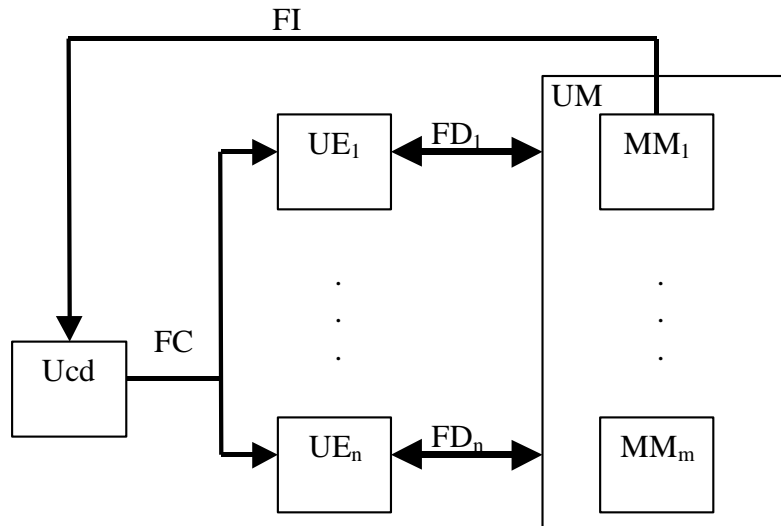 FI
UM
UE₁
FD₁
MM₁
.
.
.
.
.
.
FC
Ucd
UEₙ
FDₙ
MMₘ